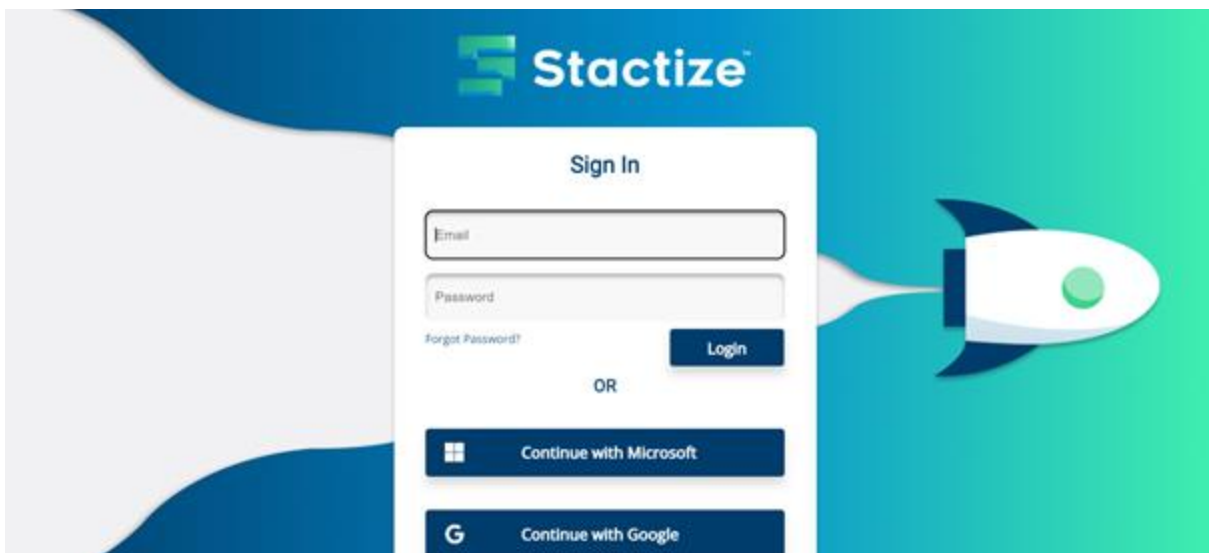 Stactize™
Sign In
Email
Password
Forgot Password?
Login
OR
Continue with Microsoft
G
Continue with Google